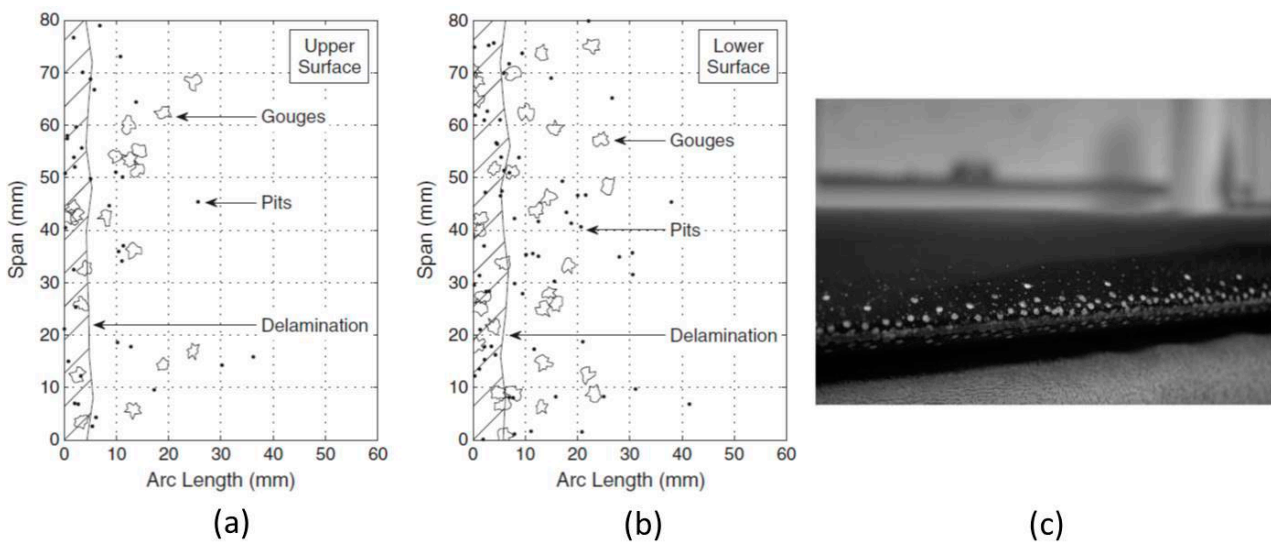 Upper
Surface
Gouges
Pits
Delamination
80
70
60
50
40
30
20
10
0
Span (mm)
0 10 20 30 40 50 60
Arc Length (mm)
(a)
Lower
Surface
Gouges
Pits
Delamination
80
70
60
50
40
30
20
10
0
Span (mm)
0 10 20 30 40 50 60
Arc Length (mm)
(b)
(c)